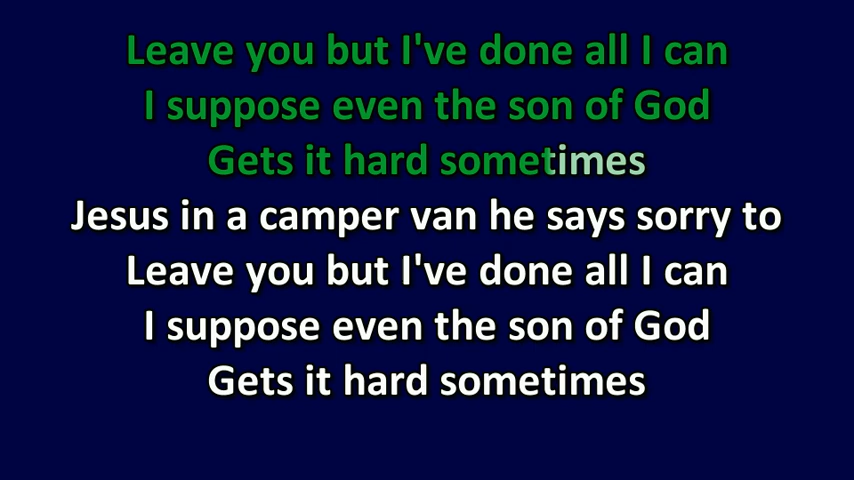 Leave you but I've done all I can
I suppose even the son of God
Gets it hard sometimes
Jesus in a camper van he says sorry to
Leave you but I've done all I can
I suppose even the son of God
Gets it hard sometimes